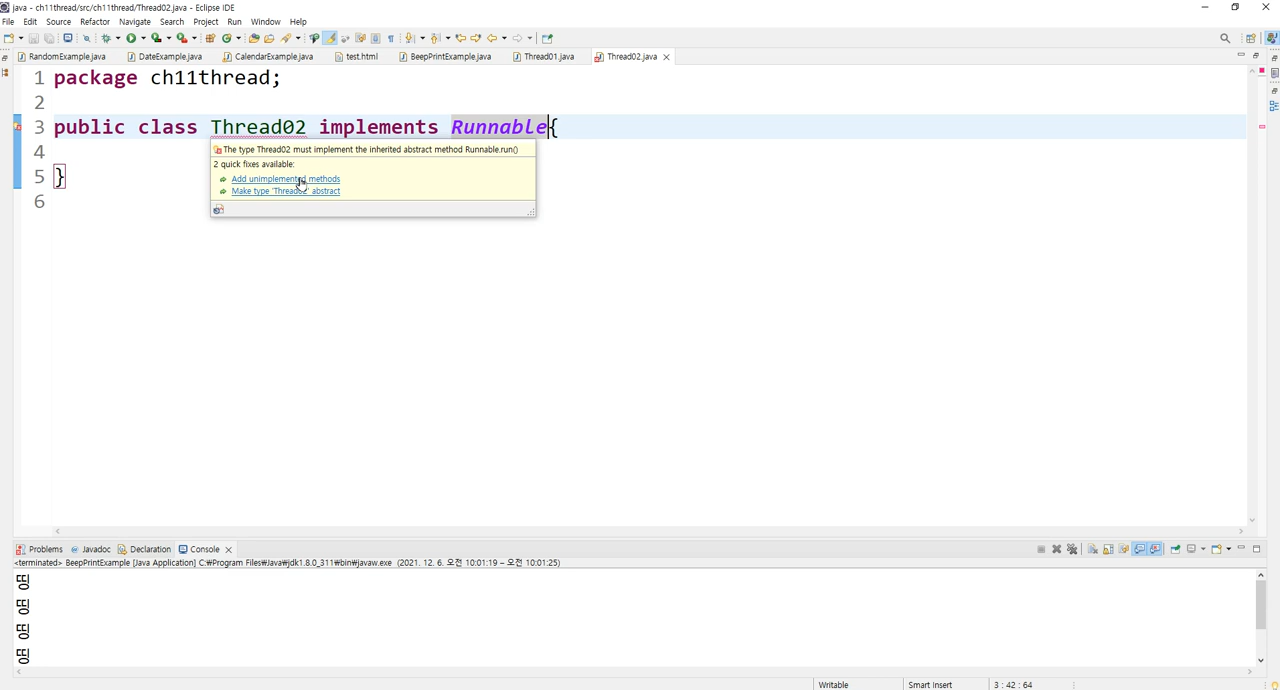 java - ch11thread/src/ch11thread/Thread02.java - Eclipse IDE
File Edit Source Refactor Navigate Search Project Run Window Help
RandomExample.java DateExample.java CalendarExample.java test.html BeepPrintExample.java Thread01.java Thread02.java
1 package ch11thread;
2
3 public class Thread02 implements Runnable{
4
5 }
6
The type Thread02 must implement the inherited abstract method Runnable.run()
2 quick fixes available:
Add unimplemented methods
Make type 'Thread02' abstract
Problems Javadoc Declaration Console
<terminated> BeepPrintExample [Java Application] C:₩Program Files₩Java₩jdk1.8.0_311₩bin₩javaw.exe (2021. 12. 6. 오전 10:01:19 – 오전 10:01:25)
띵
띵
띵
띵
Writable Smart Insert 3 : 42 : 64